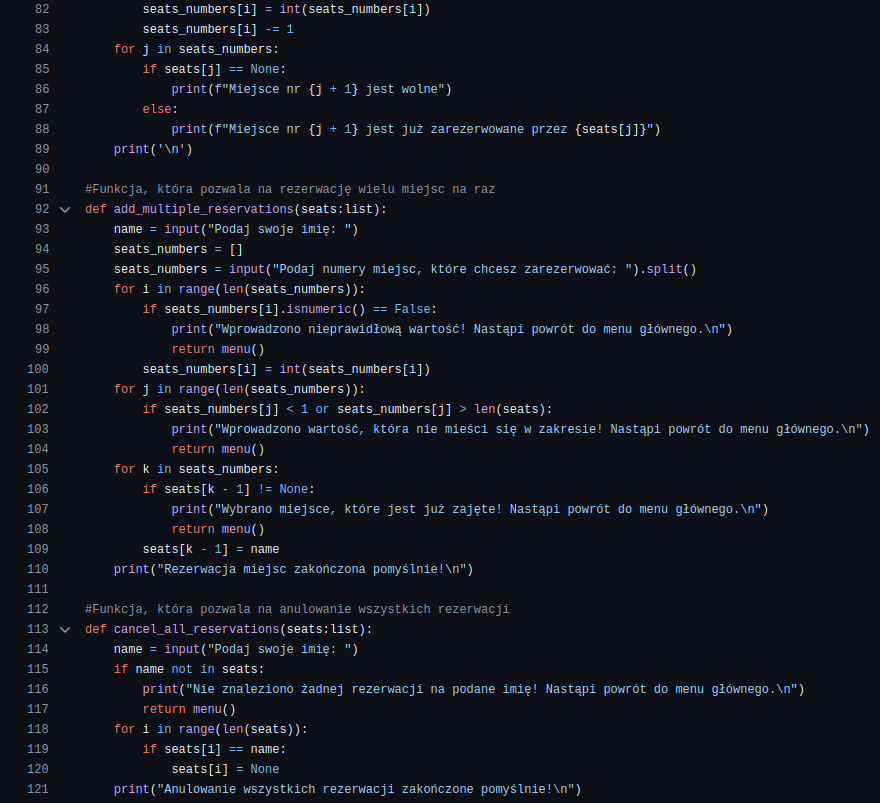 82 seats_numbers[i] = int(seats_numbers[i])
83 seats_numbers[i] -= 1
84 for j in seats_numbers:
85 if seats[j] == None:
86 print(f"Miejsce nr {j + 1} jest wolne")
87 else:
88 print(f"Miejsce nr {j + 1} jest już zarezerwowane przez {seats[j]}")
89 print('\n')
90
91 #Funkcja, która pozwala na rezerwację wielu miejsc na raz
92 def add_multiple_reservations(seats:list):
93 name = input("Podaj swoje imię: ")
94 seats_numbers = []
95 seats_numbers = input("Podaj numery miejsc, które chcesz zarezerwować: ").split()
96 for i in range(len(seats_numbers)):
97 if seats_numbers[i].isnumeric() == False:
98 print("Wprowadzono nieprawidłową wartość! Nastąpi powrót do menu głównego.\n")
99 return menu()
100 seats_numbers[i] = int(seats_numbers[i])
101 for j in range(len(seats_numbers)):
102 if seats_numbers[j] < 1 or seats_numbers[j] > len(seats):
103 print("Wprowadzono wartość, która nie mieści się w zakresie! Nastąpi powrót do menu głównego.\n")
104 return menu()
105 for k in seats_numbers:
106 if seats[k - 1] != None:
107 print("Wybrano miejsce, które jest już zajęte! Nastąpi powrót do menu głównego.\n")
108 return menu()
109 seats[k - 1] = name
110 print("Rezerwacja miejsc zakończona pomyślnie!\n")
111
112 #Funkcja, która pozwala na anulowanie wszystkich rezerwacji
113 def cancel_all_reservations(seats:list):
114 name = input("Podaj swoje imię: ")
115 if name not in seats:
116 print("Nie znaleziono żadnej rezerwacji na podane imię! Nastąpi powrót do menu głównego.\n")
117 return menu()
118 for i in range(len(seats)):
119 if seats[i] == name:
120 seats[i] = None
121 print("Anulowanie wszystkich rezerwacji zakończone pomyślnie!\n")